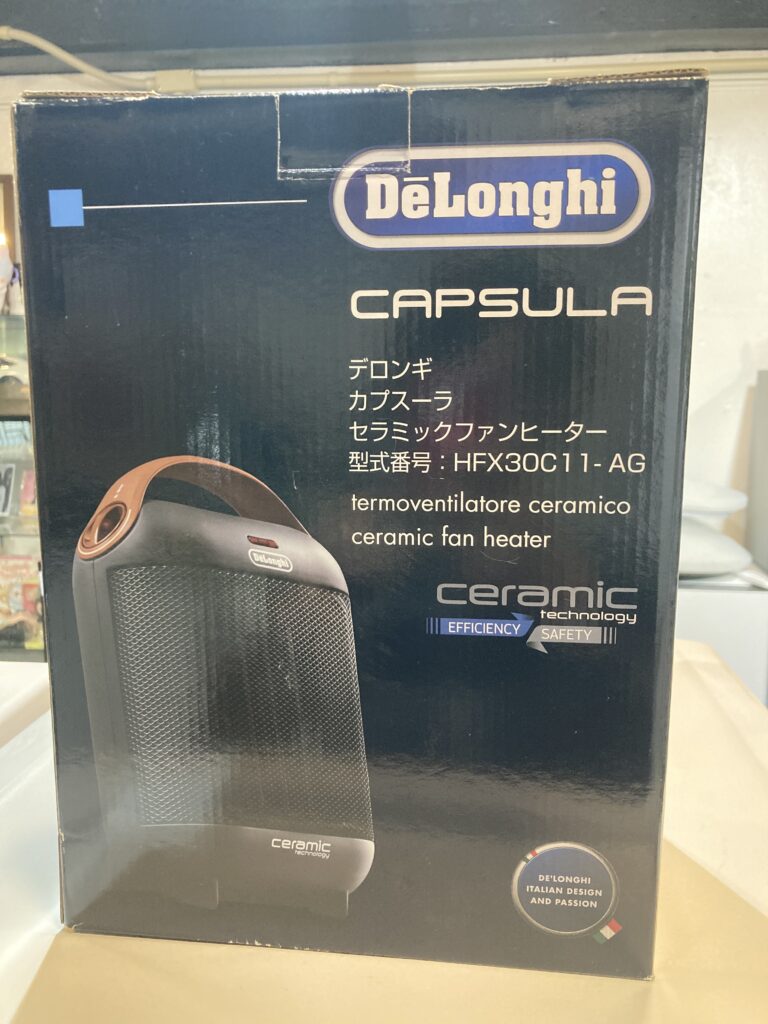 DēLonghi
CAPSULA
デロンギ
カプスーラ
セラミックファンヒーター
型式番号：HFX30C11- AG
termoventilatore ceramico
ceramic fan heater
ceramic
technology
EFFICIENCY SAFETY
DēLonghi
ceramic
technology
DE'LONGHI
ITALIAN DESIGN
AND PASSION